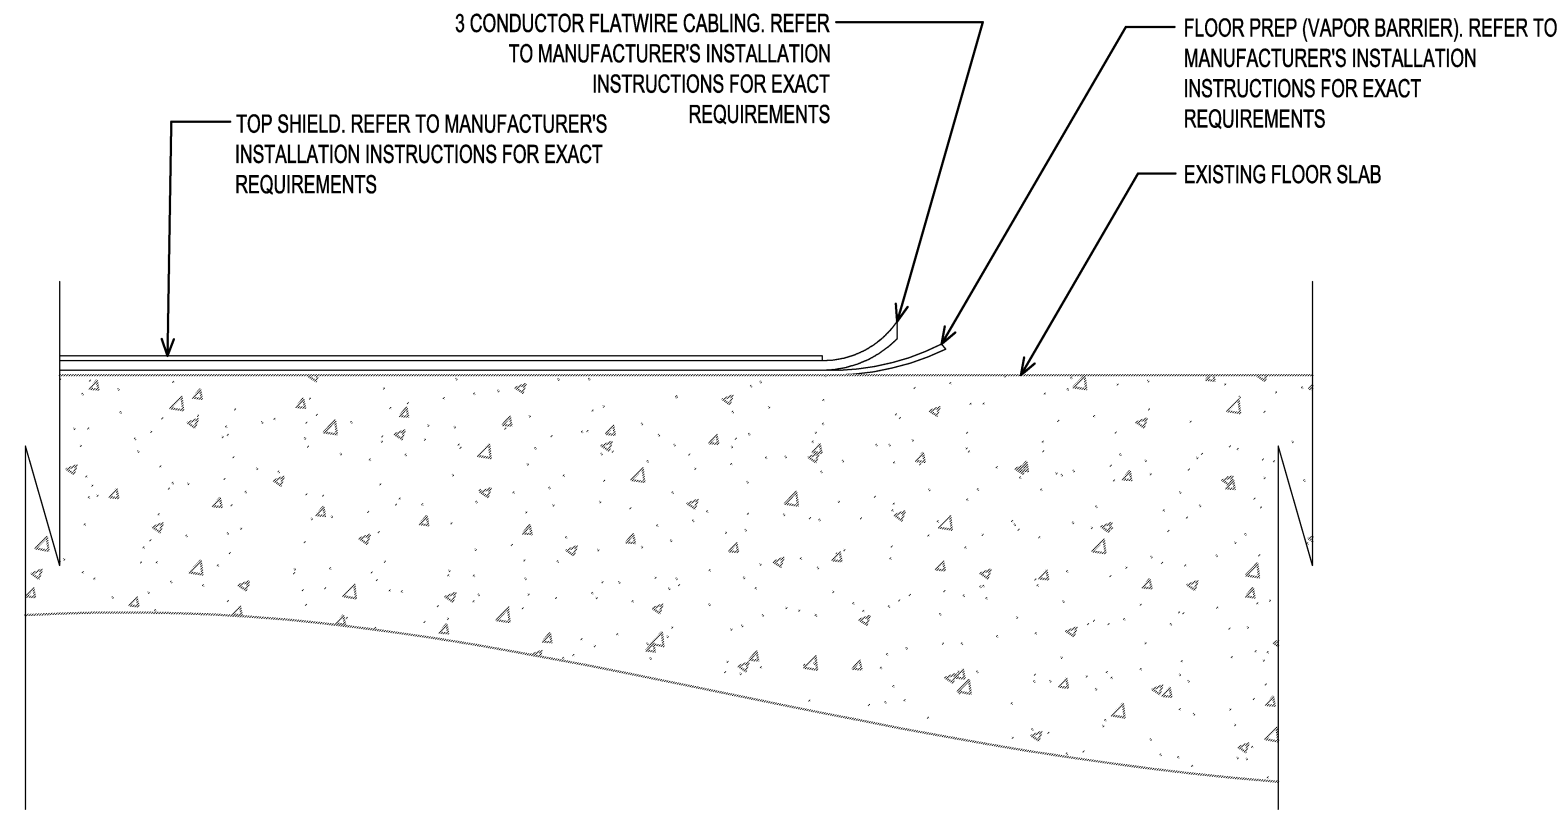 3 CONDUCTOR FLATWIRE CABLING. REFER
TO MANUFACTURER'S INSTALLATION
INSTRUCTIONS FOR EXACT
REQUIREMENTS
FLOOR PREP (VAPOR BARRIER). REFER TO
MANUFACTURER'S INSTALLATION
INSTRUCTIONS FOR EXACT
REQUIREMENTS
TOP SHIELD. REFER TO MANUFACTURER'S
INSTALLATION INSTRUCTIONS FOR EXACT
REQUIREMENTS
EXISTING FLOOR SLAB